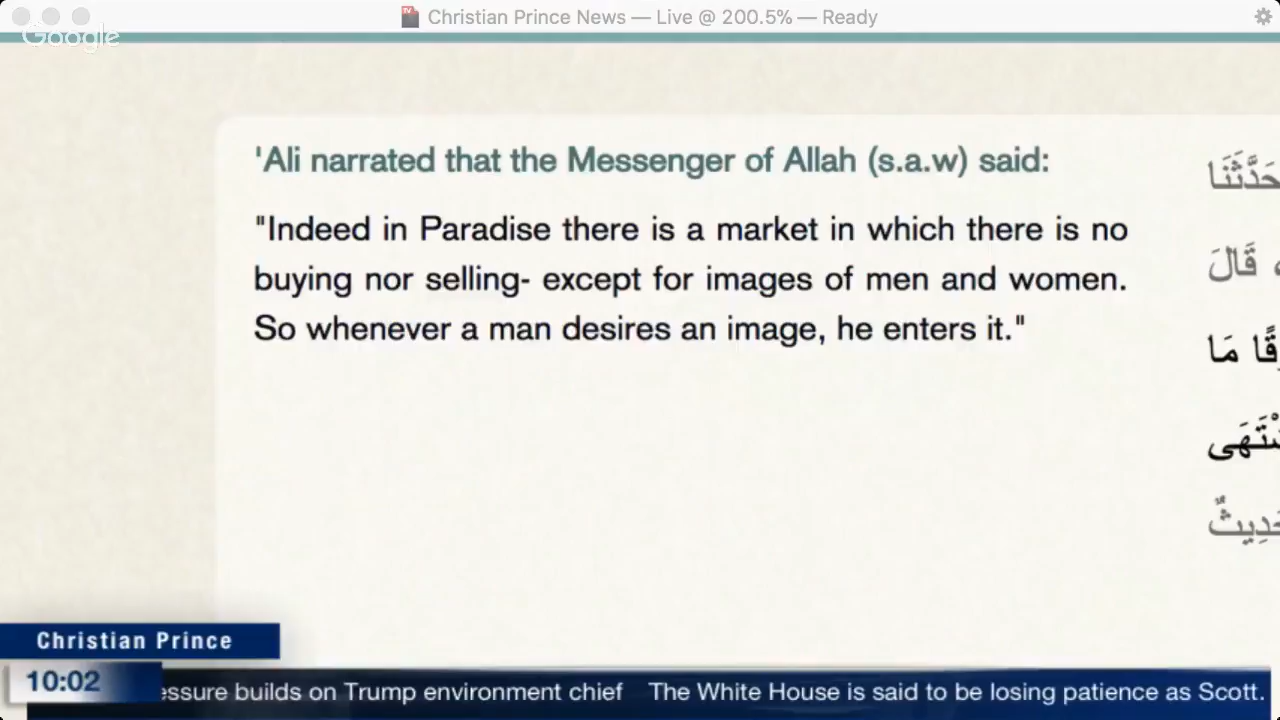 Christian Prince News — Live @ 200.5% — Ready
Google
'Ali narrated that the Messenger of Allah (s.a.w) said:
"Indeed in Paradise there is a market in which there is no
buying nor selling- except for images of men and women.
So whenever a man desires an image, he enters it."
حَدَّثَنَا
قَالَ
مَا
Christian Prince
10:02
essure builds on Trump environment chief The White House is said to be losing patience as Scott.